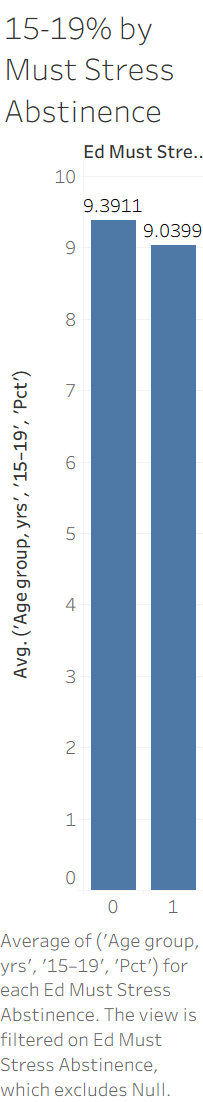 15-19% by
Must Stress
Abstinence
Ed Must Stre..
10
9.3911
9.0399
9
8
7
6
5
4
3
2
1
0
Avg. ('Age group, yrs', '15–19', 'Pct')
0 1
Average of ('Age group,
yrs', '15–19', 'Pct') for
each Ed Must Stress
Abstinence. The view is
filtered on Ed Must
Stress Abstinence,
which excludes Null.